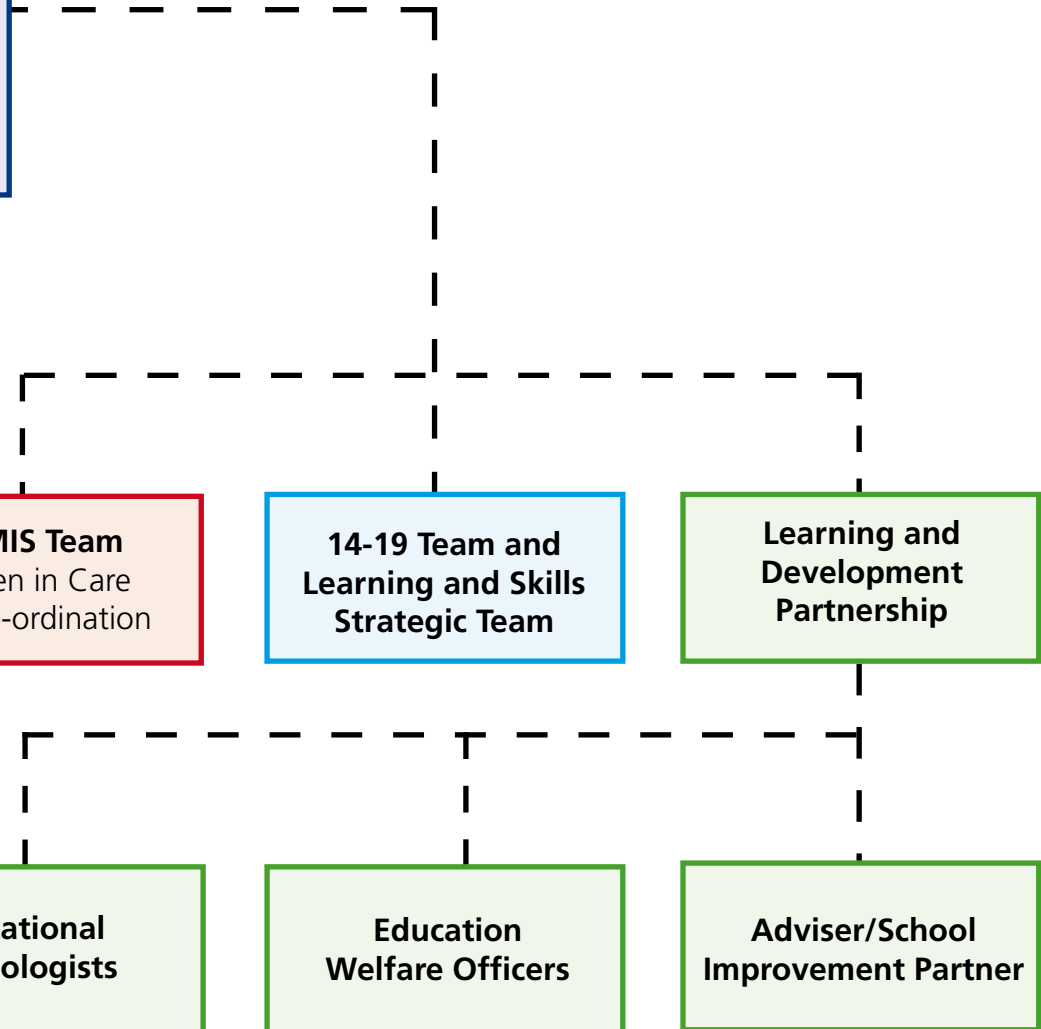 MIS Team
en in Care
-ordination
14-19 Team and
Learning and Skills
Strategic Team
Learning and
Development
Partnership
ational
ologists
Education
Welfare Officers
Adviser/School
Improvement Partner